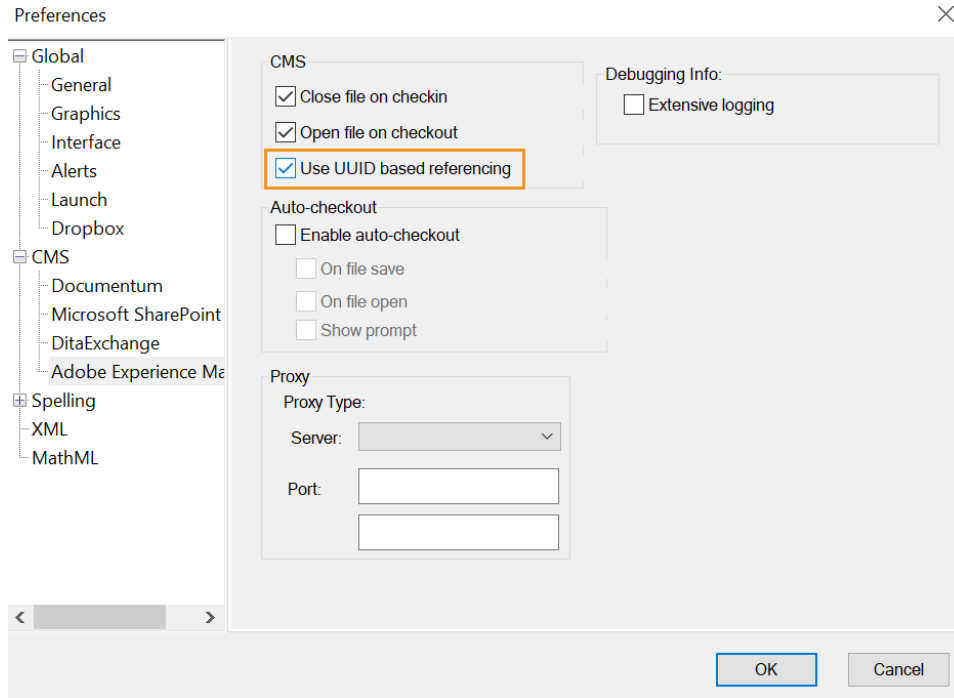 Preferences
Global
General
Graphics
Interface
Alerts
Launch
Dropbox
CMS
Documentum
Microsoft SharePoint
DitaExchange
Adobe Experience Ma
Spelling
XML
MathML
CMS
Close file on checkin
Open file on checkout
Use UUID based referencing
Auto-checkout
Enable auto-checkout
On file save
On file open
Show prompt
Proxy
Proxy Type:
Server:
Port:
Debugging Info:
Extensive logging
OK
Cancel